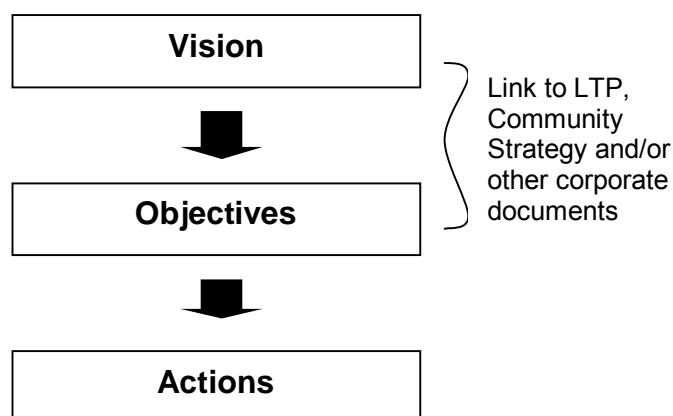 Vision
Link to LTP,
Community
Strategy and/or
other corporate
documents
Objectives
Actions